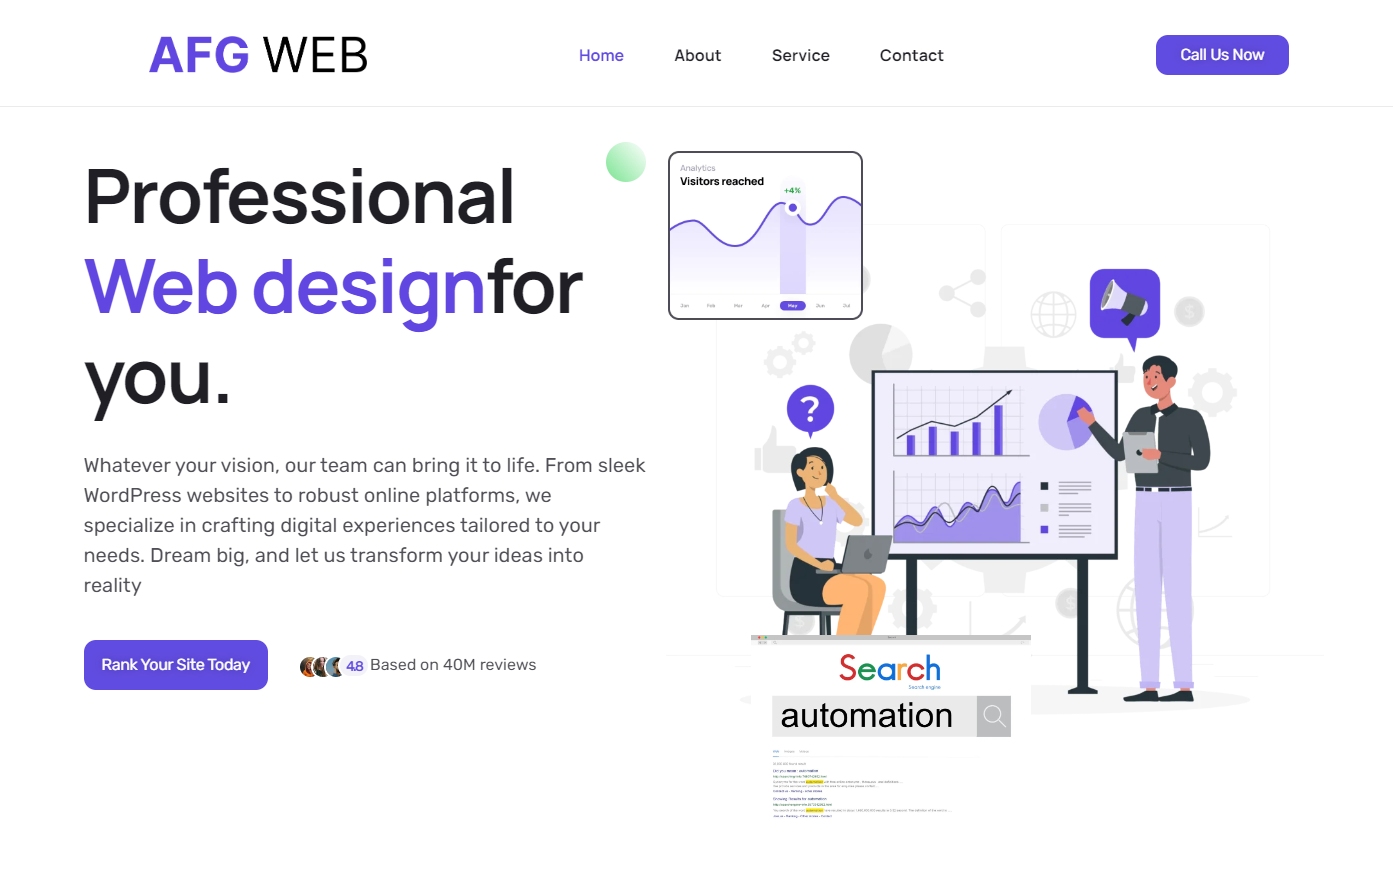 AFG WEB
Home About Service Contact
Call Us Now
Professional
Web designfor
you.
Whatever your vision, our team can bring it to life. From sleek
WordPress websites to robust online platforms, we
specialize in crafting digital experiences tailored to your
needs. Dream big, and let us transform your ideas into
reality
Rank Your Site Today
4.8 Based on 40M reviews
Analytics
Visitors reached
+4%
Jan Feb Mar Apr May Jun Jul
?
$
$
Search
Search engine
automation